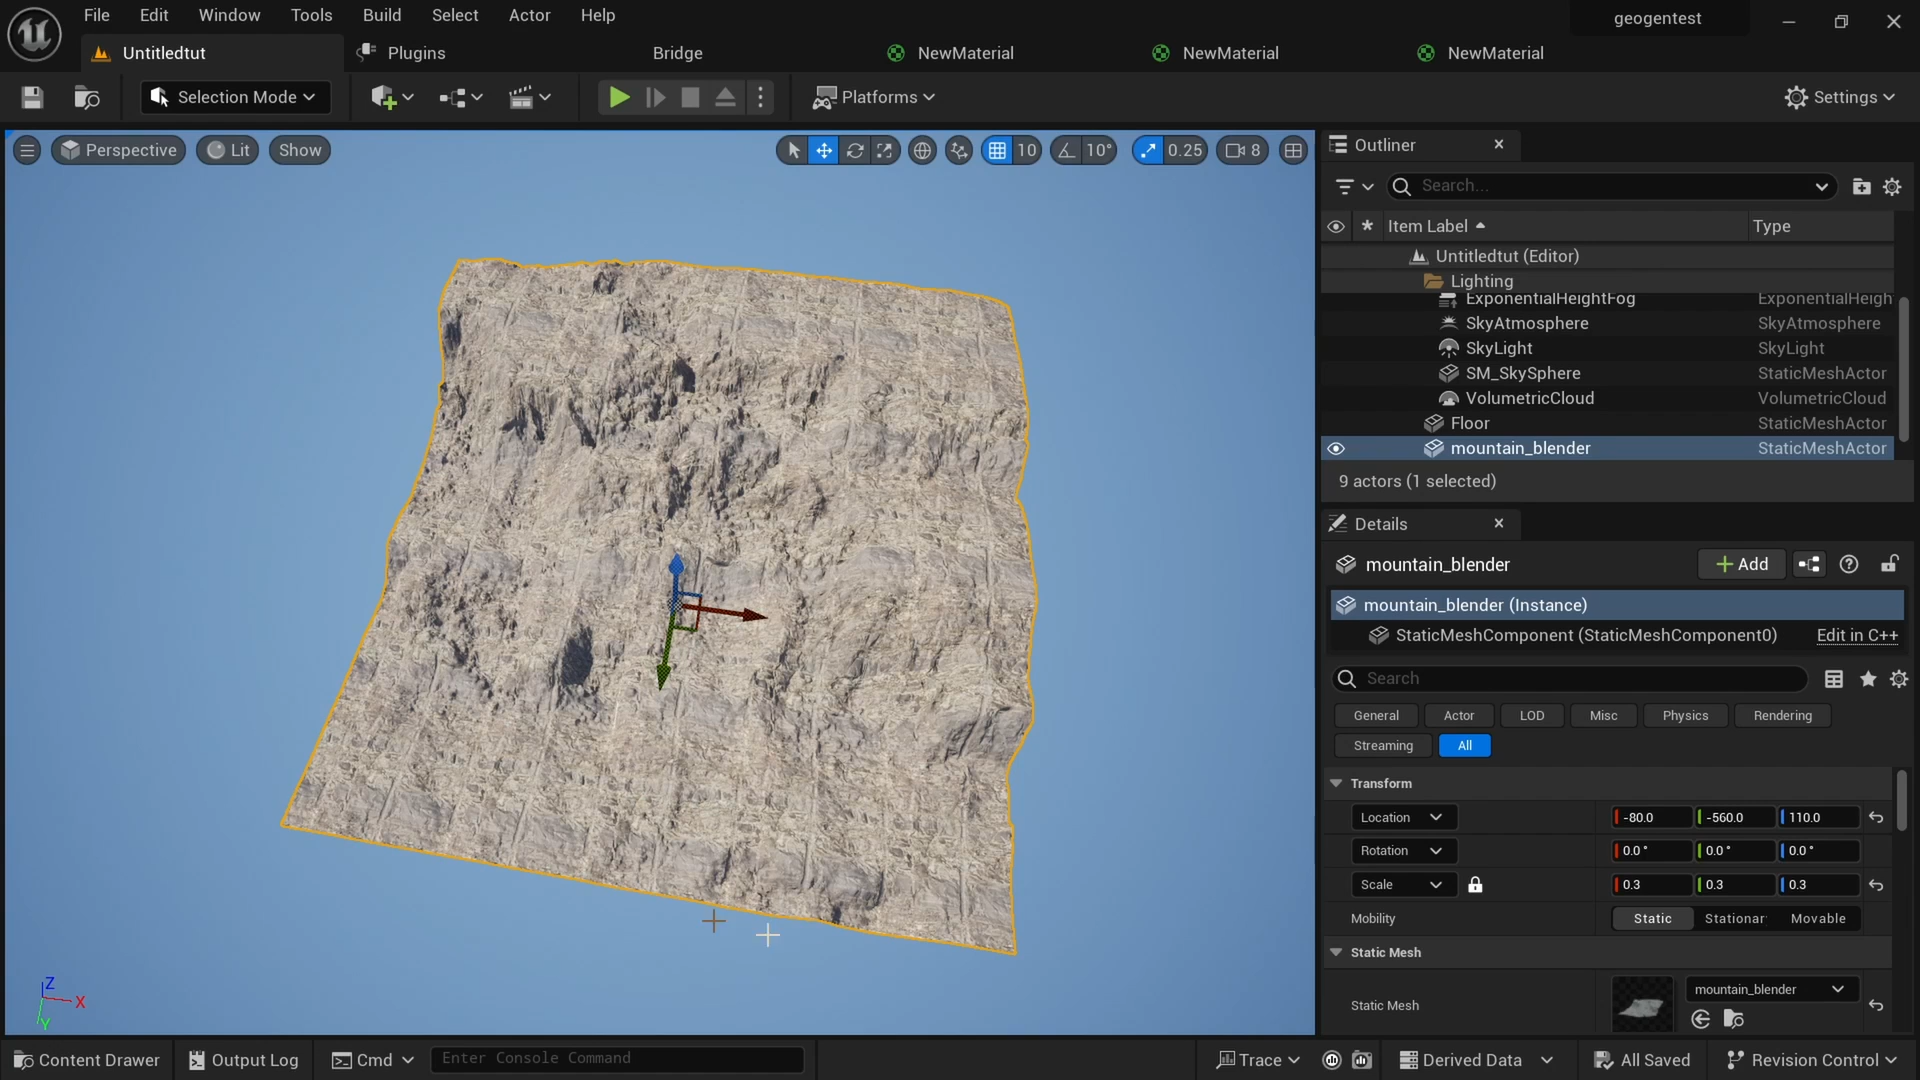 File Edit Window Tools Build Select Actor Help
geogentest
Untitledtut
Plugins
Bridge
NewMaterial
NewMaterial
NewMaterial
Selection Mode
Platforms
Settings
Perspective
Lit
Show
10
10°
0.25
8
Outliner
Search...
Item Label
Type
Untitledtut (Editor)
Lighting
ExponentialHeightFog ExponentialHeigh
SkyAtmosphere SkyAtmosphere
SkyLight SkyLight
SM_SkySphere StaticMeshActor
VolumetricCloud VolumetricCloud
Floor StaticMeshActor
mountain_blender StaticMeshActor
9 actors (1 selected)
Details
mountain_blender
Add
mountain_blender (Instance)
StaticMeshComponent (StaticMeshComponent0) Edit in C++
Search
General Actor LOD Misc Physics Rendering
Streaming All
Transform
Location -80.0 -560.0 110.0
Rotation 0.0 ° 0.0 ° 0.0 °
Scale 0.3 0.3 0.3
Mobility Static Stationar Movable
Static Mesh
Static Mesh mountain_blender
Z
X
Y
Content Drawer
Output Log
Cmd
Enter Console Command
Trace
Derived Data
All Saved
Revision Control